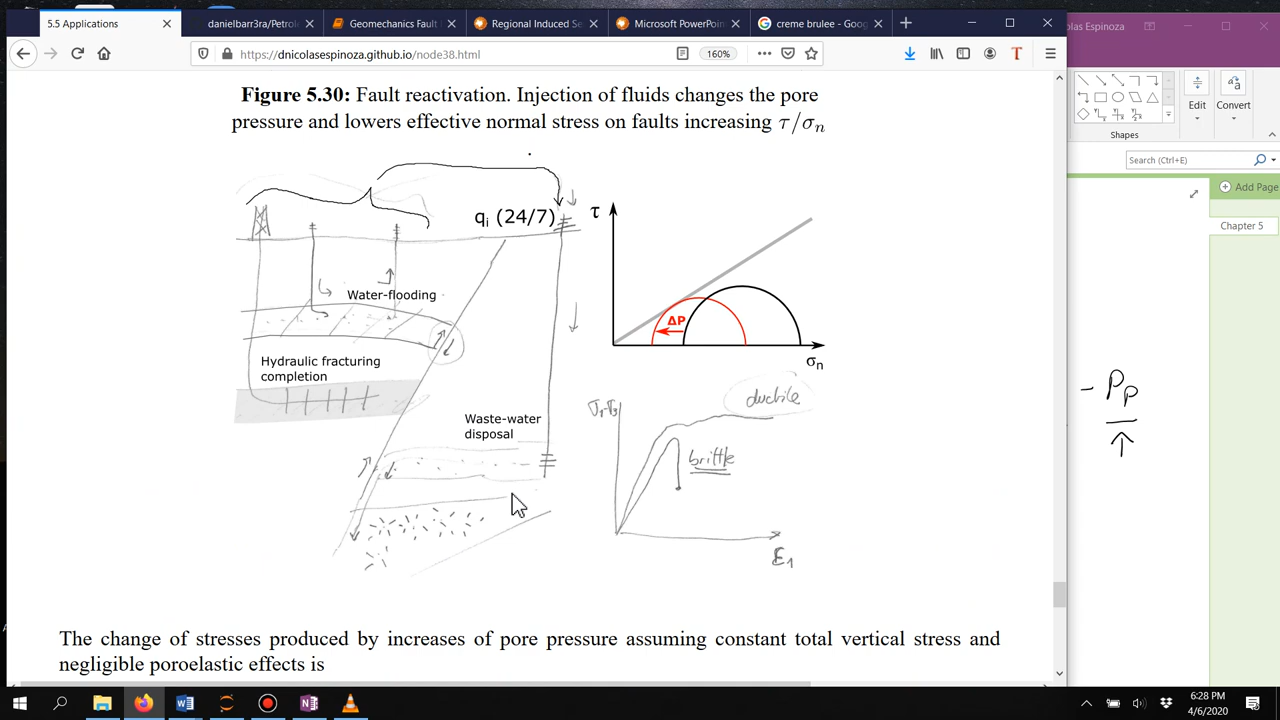 5.5 Applications
danielbarr3ra/Petrol
Geomechanics Fault
Regional Induced Se
Microsoft PowerPoin
creme brulee - Goog
olas Espinoza
https://dnicolasespinoza.github.io/node38.html
160%
Edit
Convert
Shapes
Search (Ctrl+E)
Add Page
Chapter 5
Figure 5.30: Fault reactivation. Injection of fluids changes the pore
pressure and lowers effective normal stress on faults increasing τ/σn
qi (24/7)
τ
Water-flooding
ΔP
σn
Hydraulic fracturing
completion
Waste-water
disposal
σ1-σ3
ductile
brittle
ε1
- Pp
The change of stresses produced by increases of pore pressure assuming constant total vertical stress and
negligible poroelastic effects is
6:28 PM
4/6/2020